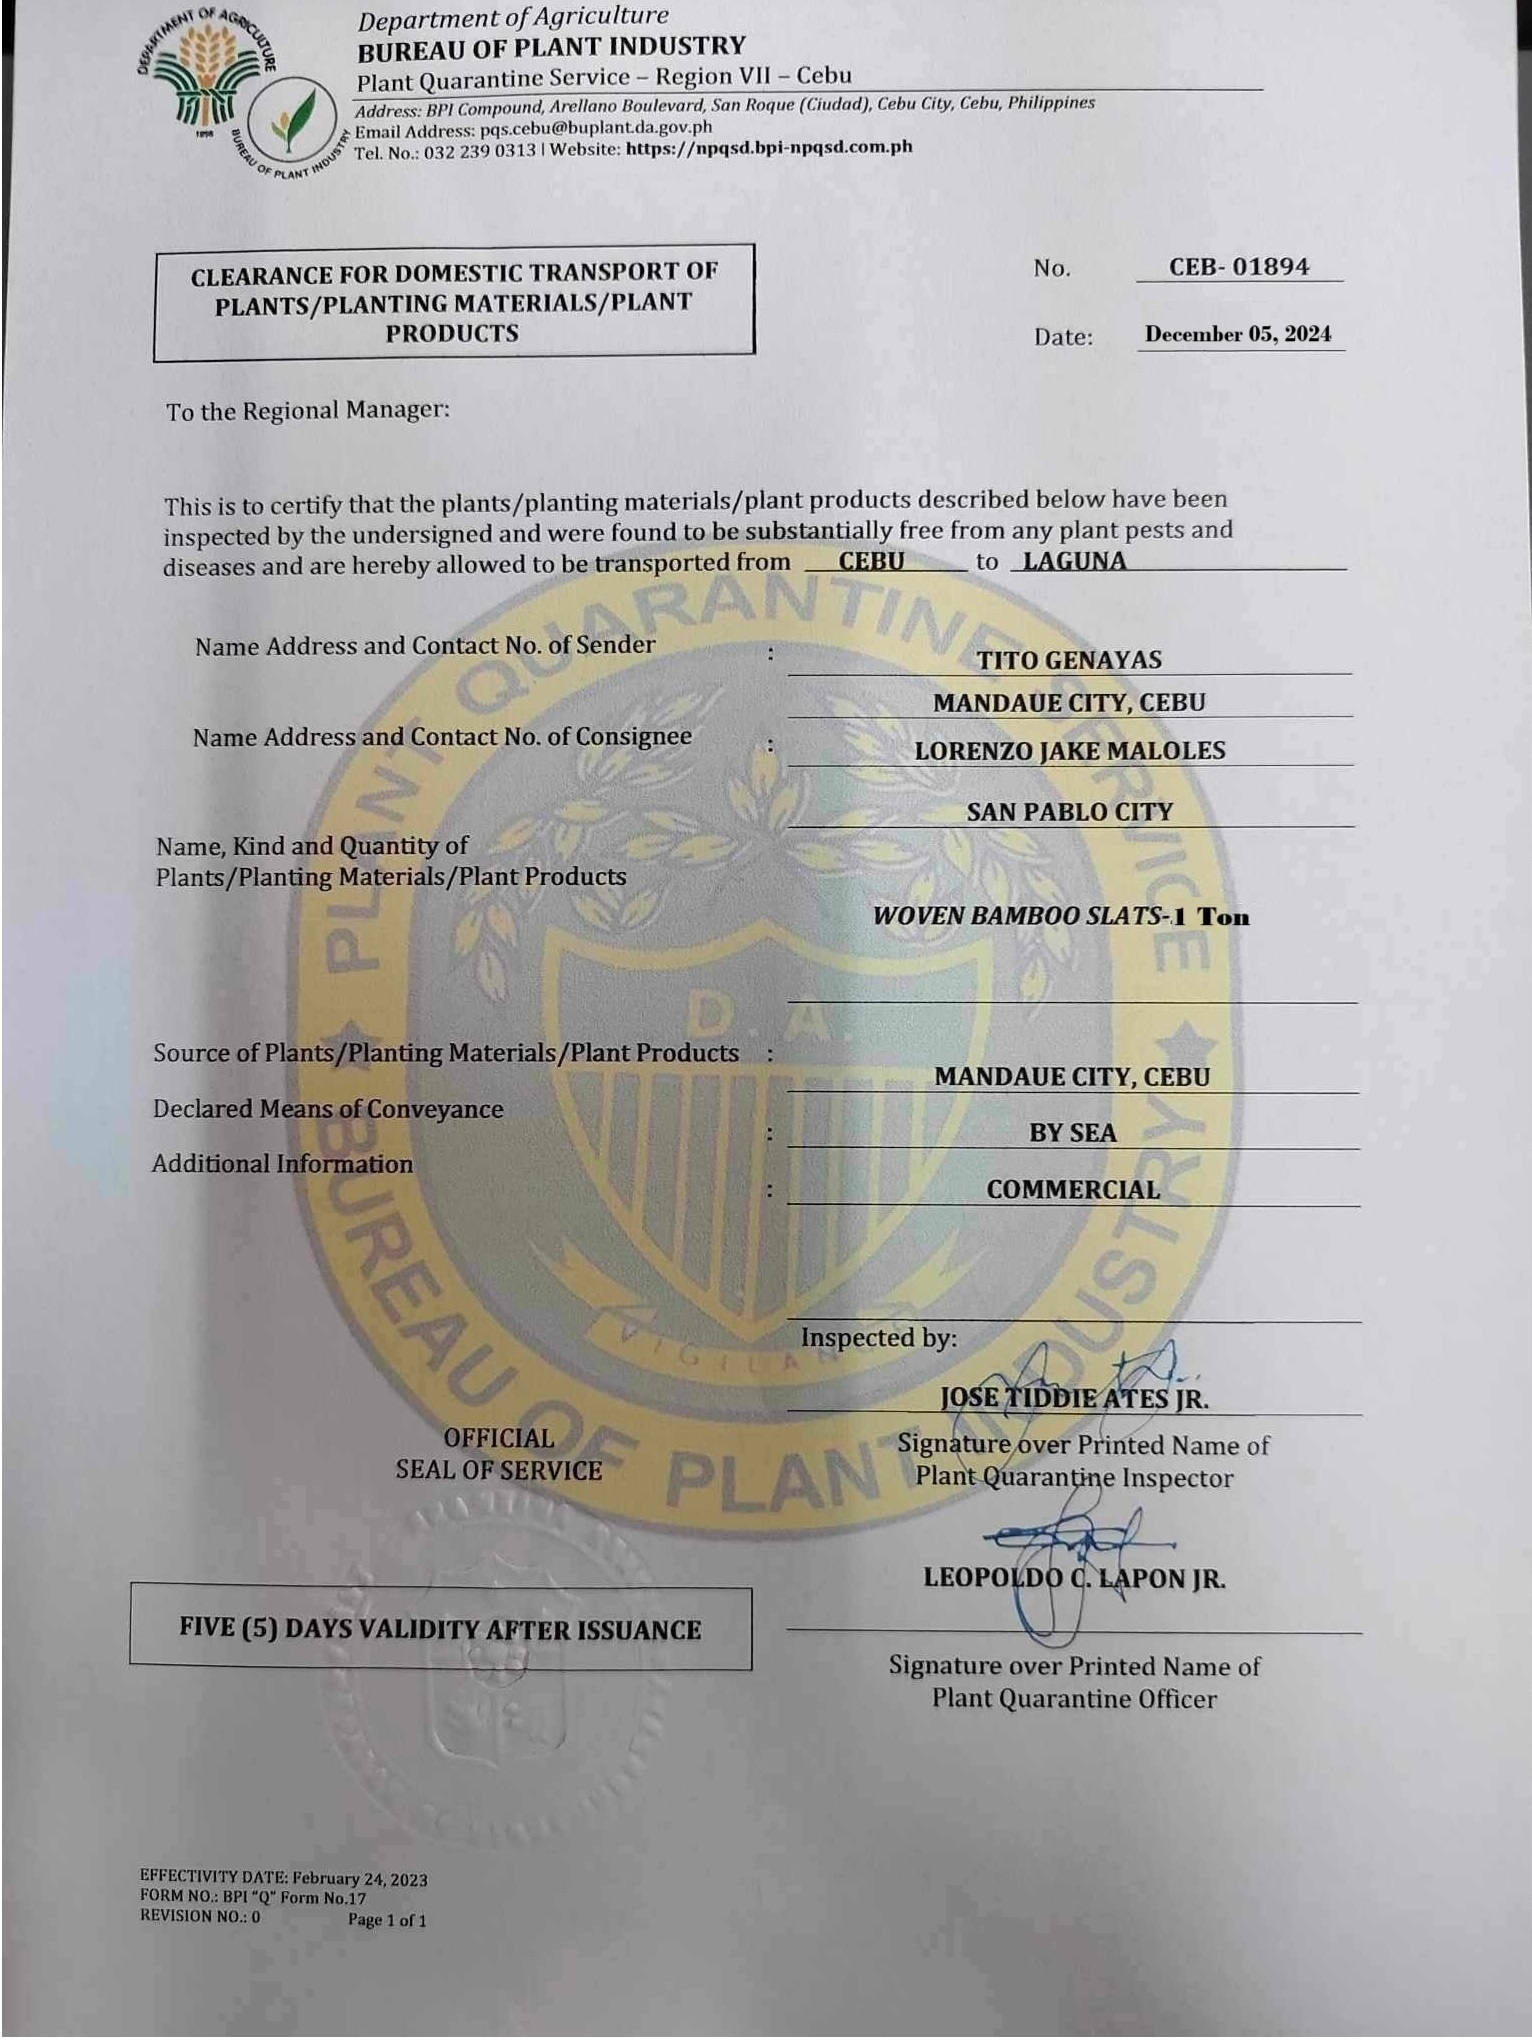 DEPARTMENT OF AGRICULTURE
1898
BUREAU OF PLANT INDUSTRY
Department of Agriculture
BUREAU OF PLANT INDUSTRY
Plant Quarantine Service – Region VII – Cebu
Address: BPI Compound, Arellano Boulevard, San Roque (Ciudad), Cebu City, Cebu, Philippines
Email Address: pqs.cebu@buplant.da.gov.ph
Tel. No.: 032 239 0313 | Website: https://npqsd.bpi-npqsd.com.ph
CLEARANCE FOR DOMESTIC TRANSPORT OF
PLANTS/PLANTING MATERIALS/PLANT
PRODUCTS
No. CEB- 01894
Date: December 05, 2024
To the Regional Manager:
This is to certify that the plants/planting materials/plant products described below have been
inspected by the undersigned and were found to be substantially free from any plant pests and
diseases and are hereby allowed to be transported from CEBU to LAGUNA
Name Address and Contact No. of Sender : TITO GENAYAS
MANDAUE CITY, CEBU
Name Address and Contact No. of Consignee : LORENZO JAKE MALOLES
SAN PABLO CITY
Name, Kind and Quantity of
Plants/Planting Materials/Plant Products
WOVEN BAMBOO SLATS-1 Ton
Source of Plants/Planting Materials/Plant Products : MANDAUE CITY, CEBU
Declared Means of Conveyance : BY SEA
Additional Information : COMMERCIAL
PLANT QUARANTINE SERVICE
D. A.
VIGILANCE
BUREAU OF PLANT INDUSTRY
Inspected by:
JOSE TIDDIE ATES JR.
Signature over Printed Name of
Plant Quarantine Inspector
OFFICIAL
SEAL OF SERVICE
LEOPOLDO C. LAPON JR.
Signature over Printed Name of
Plant Quarantine Officer
FIVE (5) DAYS VALIDITY AFTER ISSUANCE
EFFECTIVITY DATE: February 24, 2023
FORM NO.: BPI "Q" Form No.17
REVISION NO.: 0 Page 1 of 1